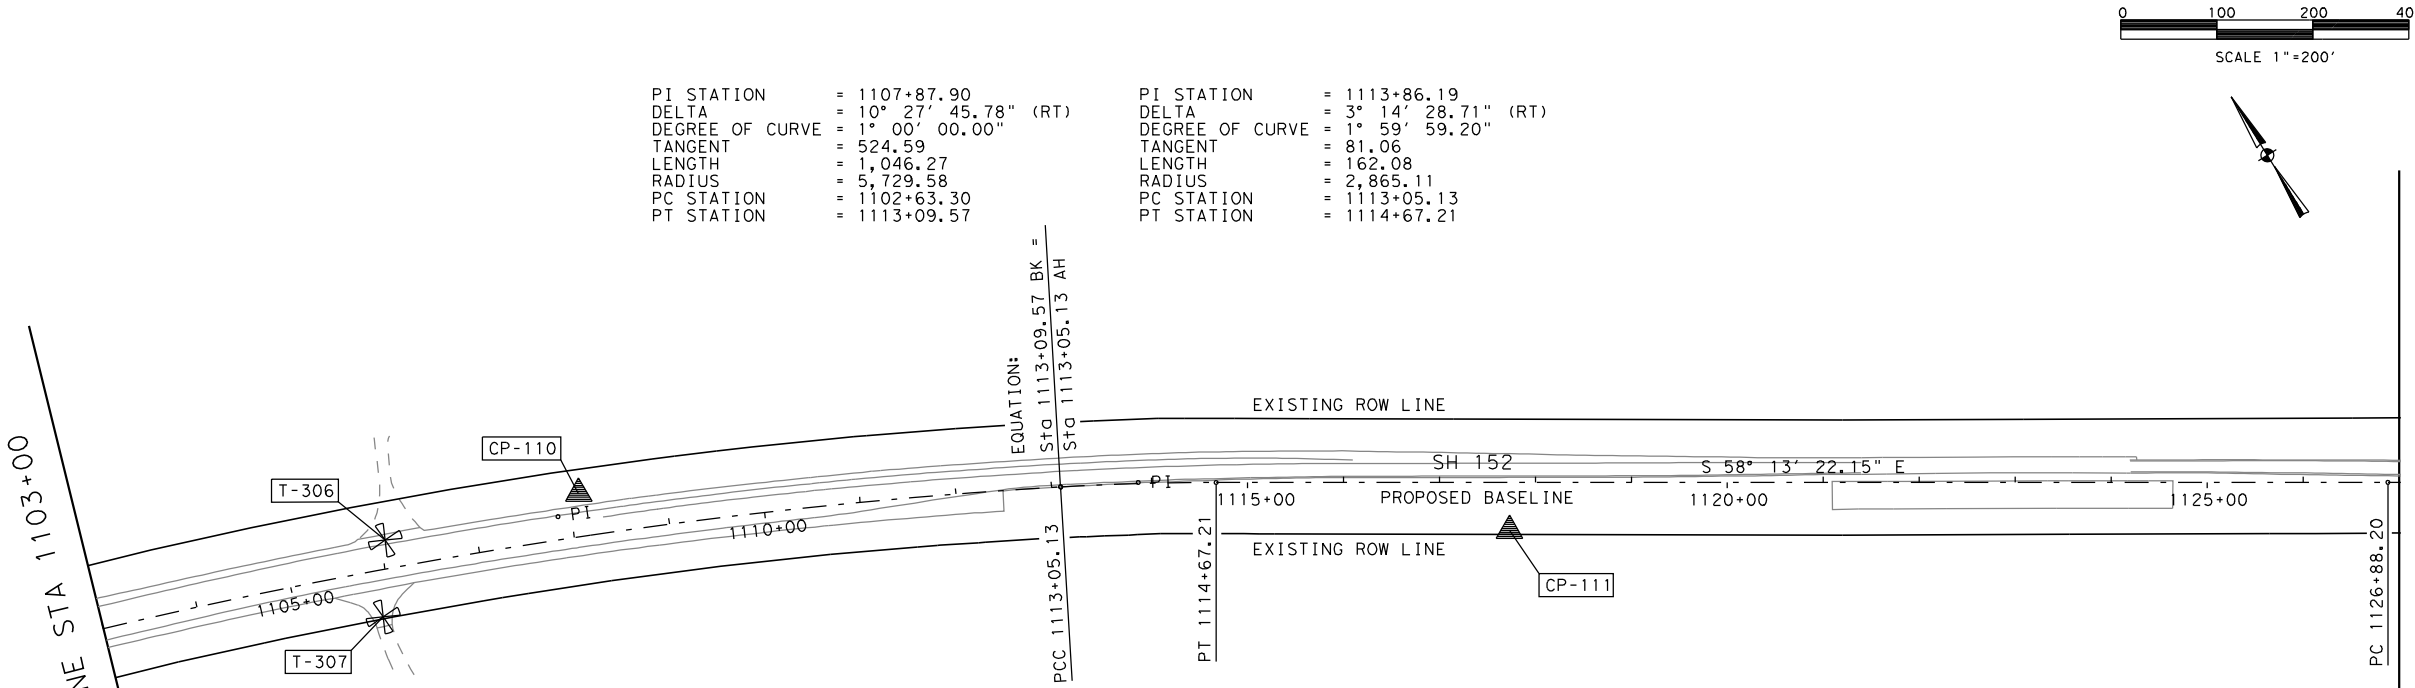 0 100 200 40
SCALE 1"=200'
PI STATION = 1107+87.90
DELTA = 10° 27' 45.78" (RT)
DEGREE OF CURVE = 1° 00' 00.00"
TANGENT = 524.59
LENGTH = 1,046.27
RADIUS = 5,729.58
PC STATION = 1102+63.30
PT STATION = 1113+09.57
PI STATION = 1113+86.19
DELTA = 3° 14' 28.71" (RT)
DEGREE OF CURVE = 1° 59' 59.20"
TANGENT = 81.06
LENGTH = 162.08
RADIUS = 2,865.11
PC STATION = 1113+05.13
PT STATION = 1114+67.21
EQUATION:
Sta 1113+09.57 BK =
Sta 1113+05.13 AH
EXISTING ROW LINE
CP-110
T-306
PI
PI
SH 152
S 58° 13' 22.15" E
PROPOSED BASELINE
1105+00
1110+00
1115+00
1120+00
1125+00
EXISTING ROW LINE
CP-111
T-307
PCC 1113+05.13
PT 1114+67.21
PC 1126+88.20
NE STA 1103+00